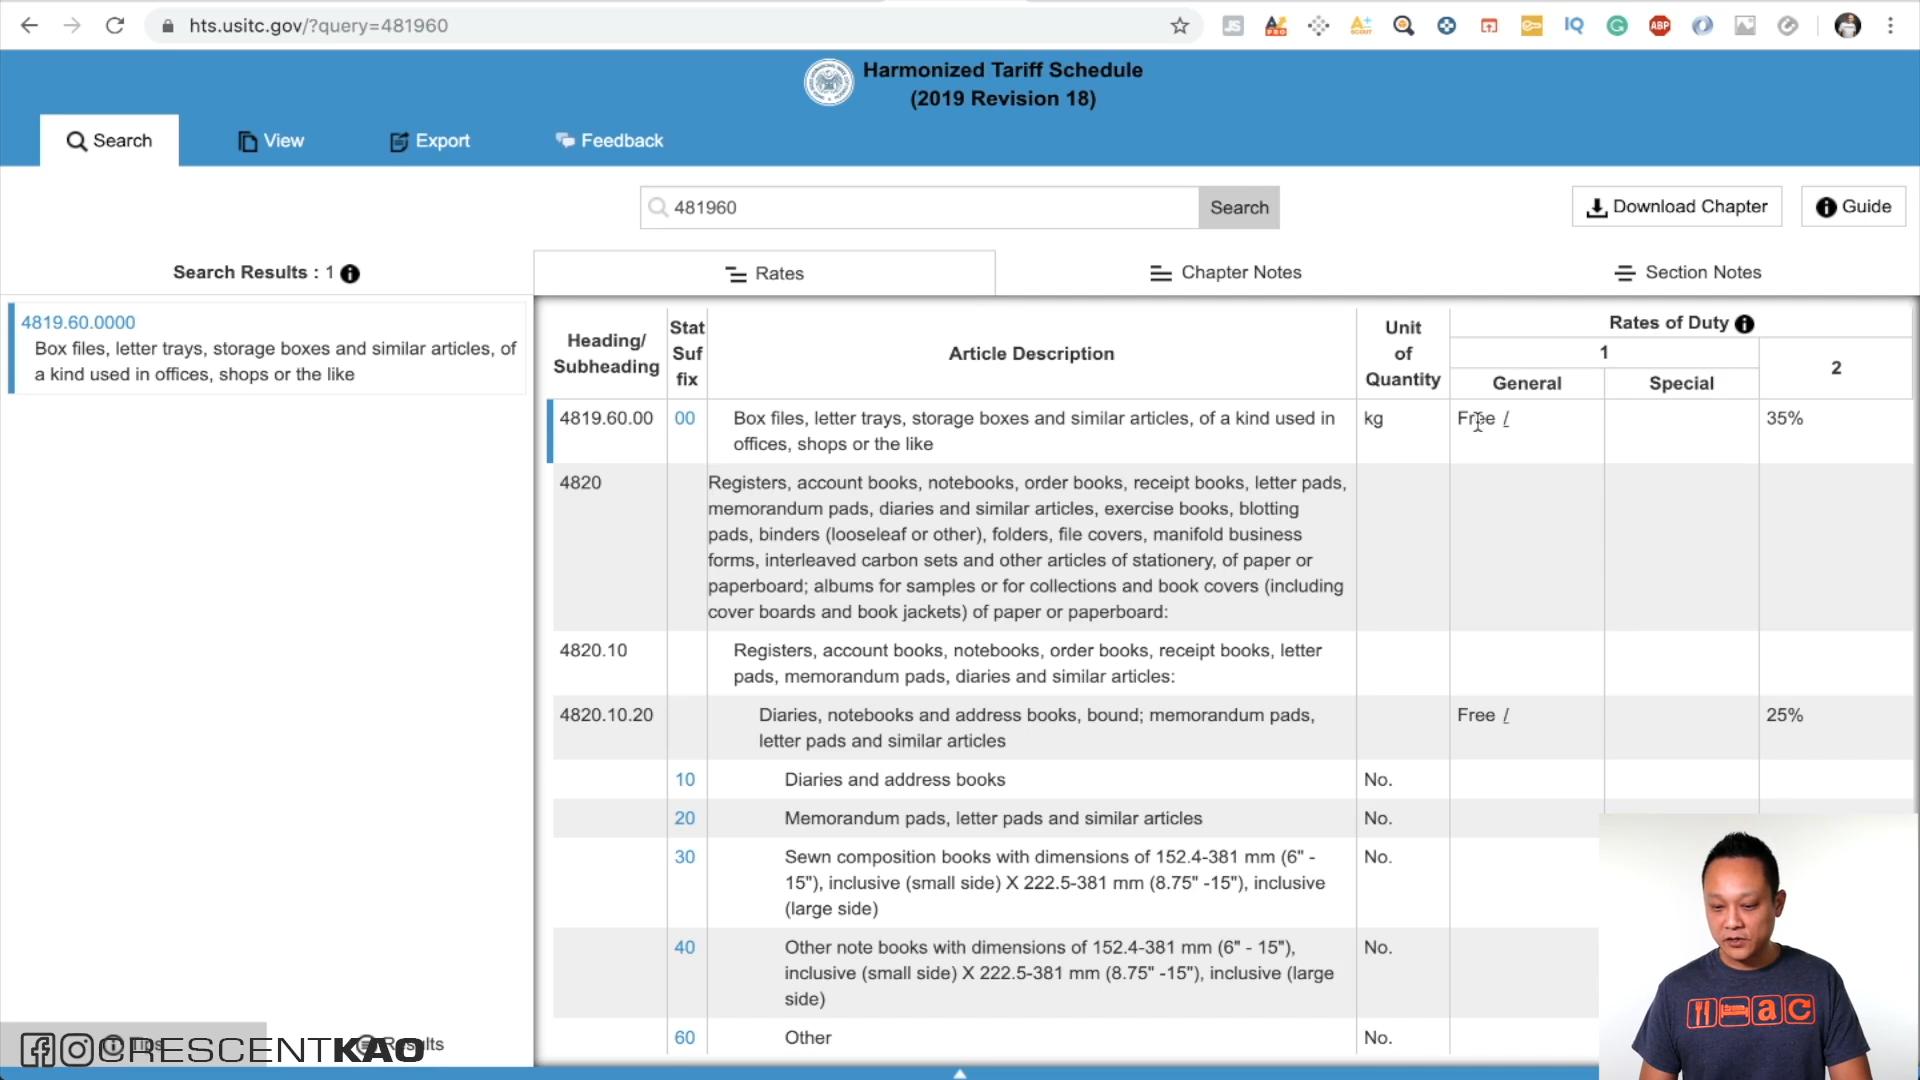 hts.usitc.gov/?query=481960
Harmonized Tariff Schedule
(2019 Revision 18)
Search
View
Export
Feedback
481960
Search
Download Chapter
Guide
Search Results : 1
Rates
Chapter Notes
Section Notes
4819.60.0000
Box files, letter trays, storage boxes and similar articles, of
a kind used in offices, shops or the like
Heading/
Subheading
Stat
Suf
fix
Article Description
Unit
of
Quantity
Rates of Duty
1
General
Special
2
4819.60.00 00 Box files, letter trays, storage boxes and similar articles, of a kind used in kg Free / 35%
offices, shops or the like
4820 Registers, account books, notebooks, order books, receipt books, letter pads,
memorandum pads, diaries and similar articles, exercise books, blotting
pads, binders (looseleaf or other), folders, file covers, manifold business
forms, interleaved carbon sets and other articles of stationery, of paper or
paperboard; albums for samples or for collections and book covers (including
cover boards and book jackets) of paper or paperboard:
4820.10 Registers, account books, notebooks, order books, receipt books, letter
pads, memorandum pads, diaries and similar articles:
4820.10.20 Diaries, notebooks and address books, bound; memorandum pads, Free / 25%
letter pads and similar articles
10 Diaries and address books No.
20 Memorandum pads, letter pads and similar articles No.
30 Sewn composition books with dimensions of 152.4-381 mm (6" - No.
15"), inclusive (small side) X 222.5-381 mm (8.75" -15"), inclusive
(large side)
40 Other note books with dimensions of 152.4-381 mm (6" - 15"), No.
inclusive (small side) X 222.5-381 mm (8.75" -15"), inclusive (large
side)
60 Other No.
@CRESCENTKAO